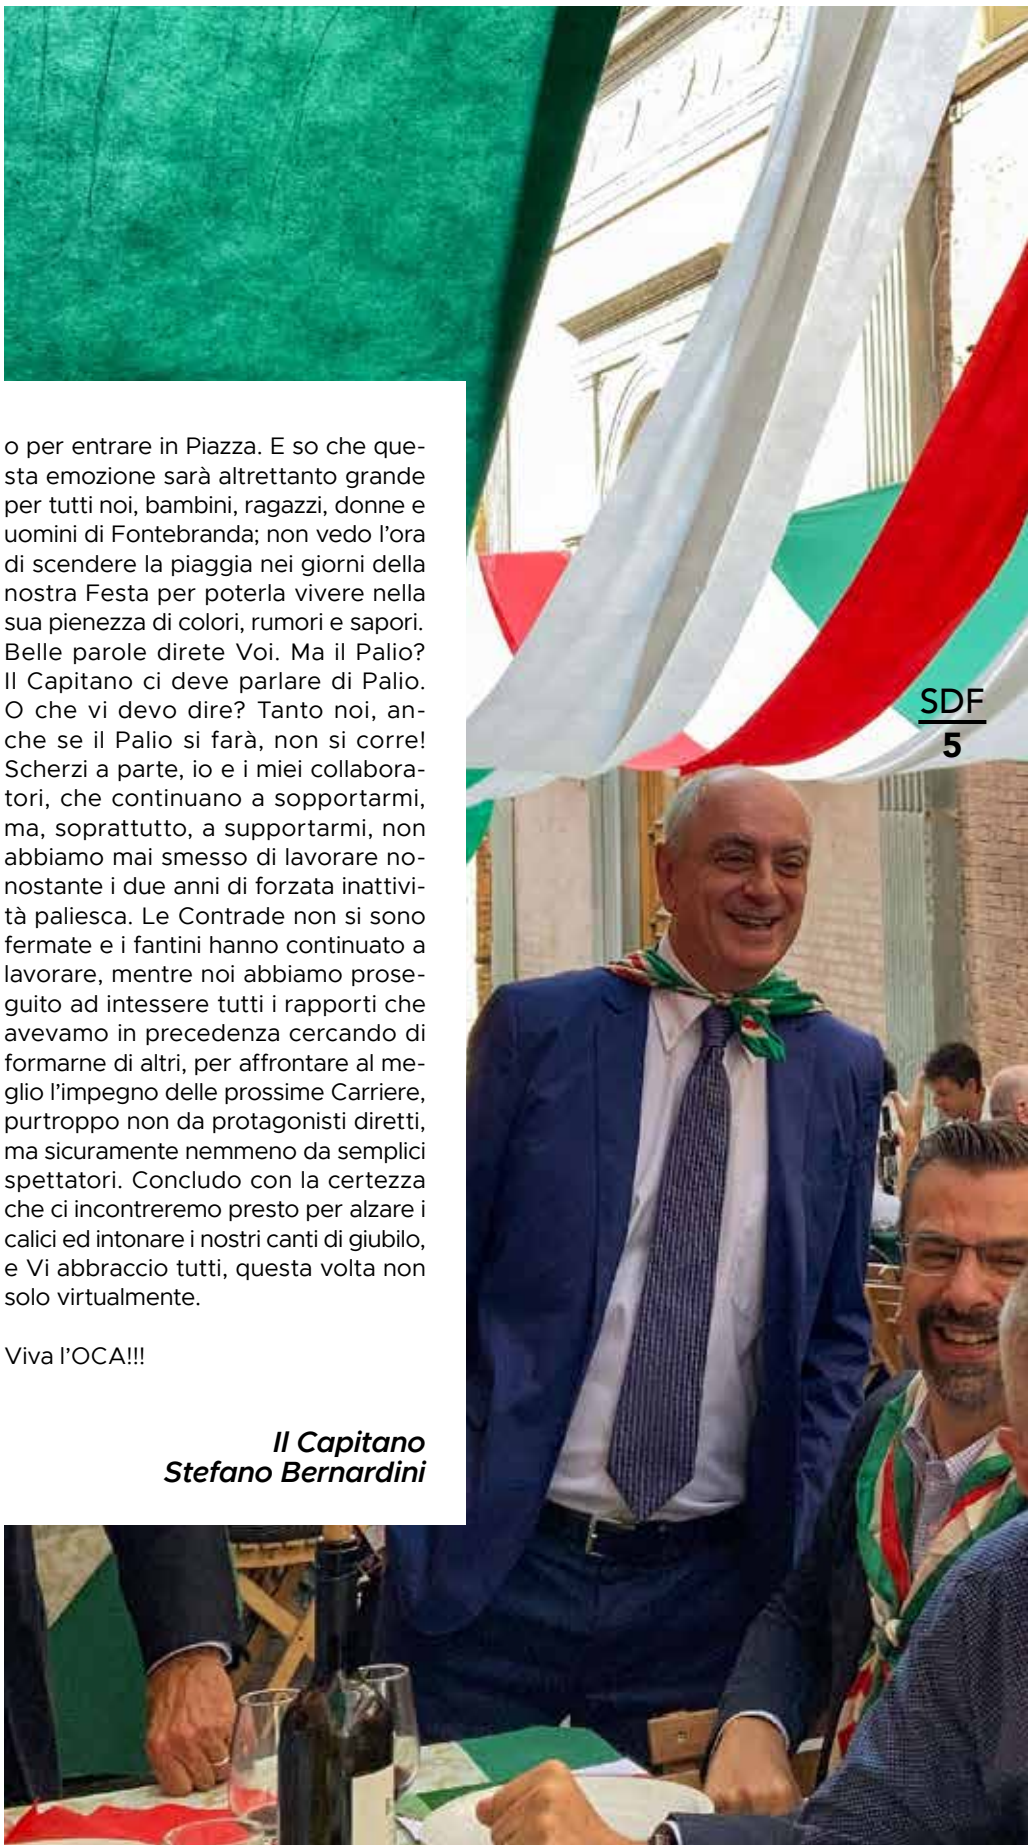 o per entrare in Piazza. E so che que-
sta emozione sarà altrettanto grande
per tutti noi, bambini, ragazzi, donne e
uomini di Fontebranda; non vedo l'ora
di scendere la piaggia nei giorni della
nostra Festa per poterla vivere nella
sua pienezza di colori, rumori e sapori.
Belle parole direte Voi. Ma il Palio?
Il Capitano ci deve parlare di Palio.
O che vi devo dire? Tanto noi, an-
che se il Palio si farà, non si corre!
Scherzi a parte, io e i miei collabora-
tori, che continuano a sopportarmi,
ma, soprattutto, a supportarmi, non
abbiamo mai smesso di lavorare no-
nostante i due anni di forzata inattivi-
tà paliesca. Le Contrade non si sono
fermate e i fantini hanno continuato a
lavorare, mentre noi abbiamo prose-
guito ad intessere tutti i rapporti che
avevamo in precedenza cercando di
formarne di altri, per affrontare al me-
glio l'impegno delle prossime Carriere,
purtroppo non da protagonisti diretti,
ma sicuramente nemmeno da semplici
spettatori. Concludo con la certezza
che ci incontreremo presto per alzare i
calici ed intonare i nostri canti di giubilo,
e Vi abbraccio tutti, questa volta non
solo virtualmente.
Viva l'OCA!!!
Il Capitano
Stefano Bernardini
SDF
5